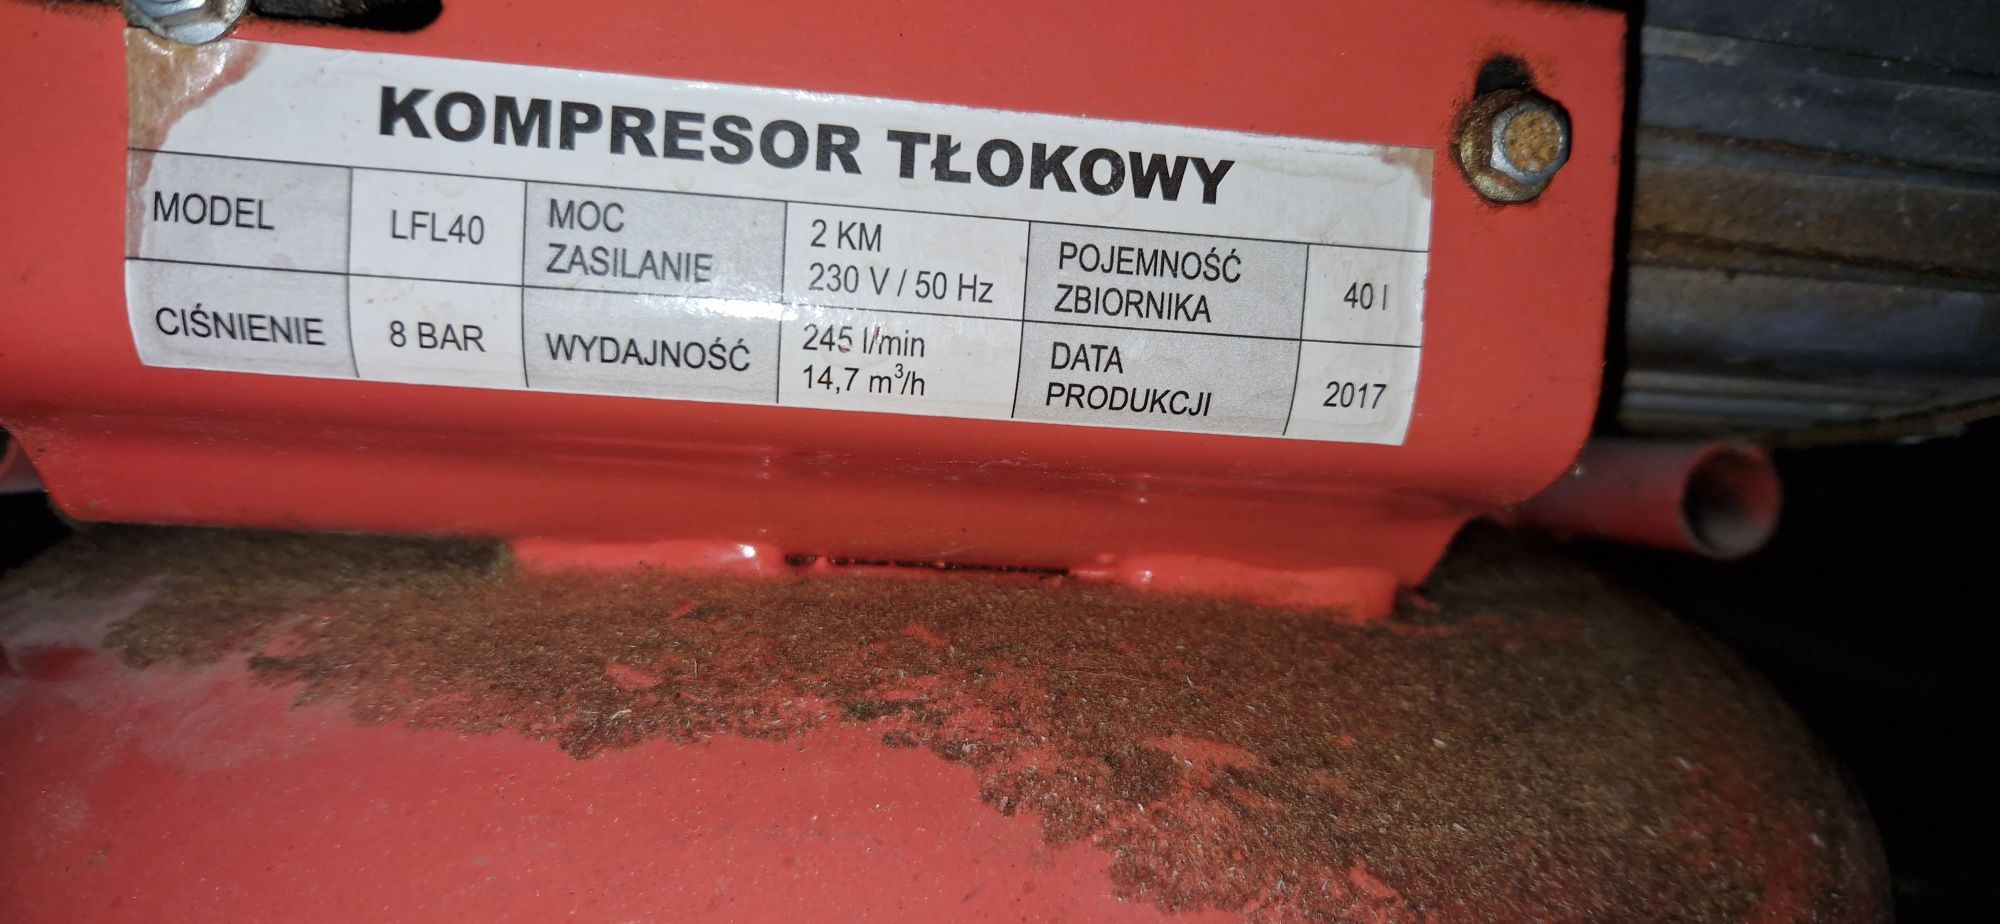 KOMPRESOR TŁOKOWY
MODEL
LFL40
MOC
ZASILANIE
2 KM
230 V / 50 Hz
POJEMNOŚĆ
ZBIORNIKA
40 l
CIŚNIENIE
8 BAR
WYDAJNOŚĆ
245 l/min
14,7 m³/h
DATA
PRODUKCJI
2017